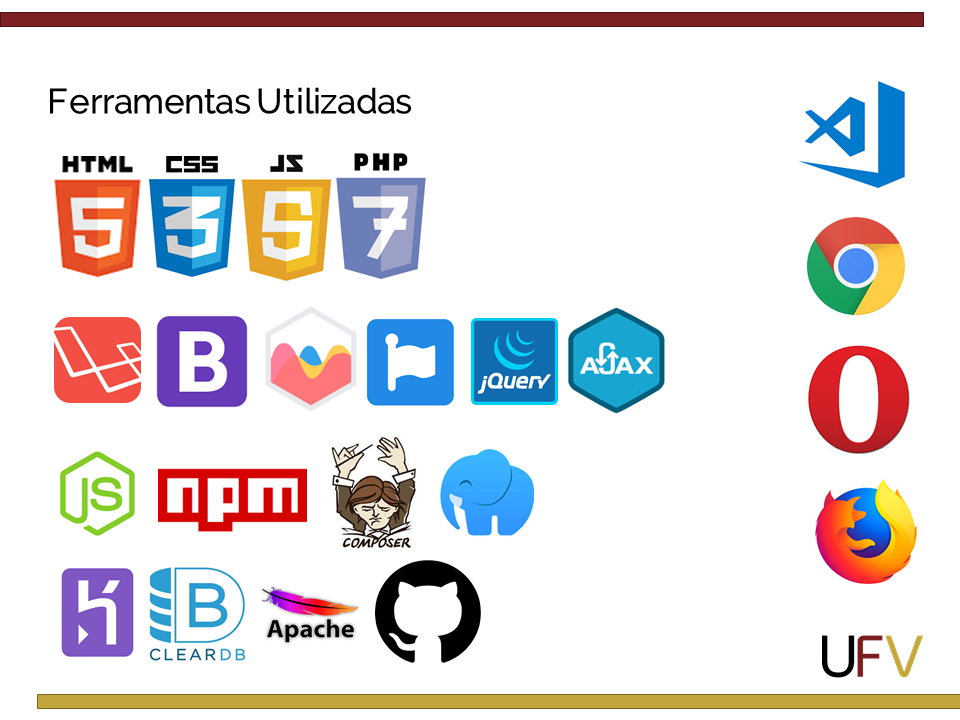 Ferramentas Utilizadas
HTML CSS JS PHP
5 3 5 7
B jQuery AJAX
JS npm COMPOSER
B
CLEARDB Apache
UFV